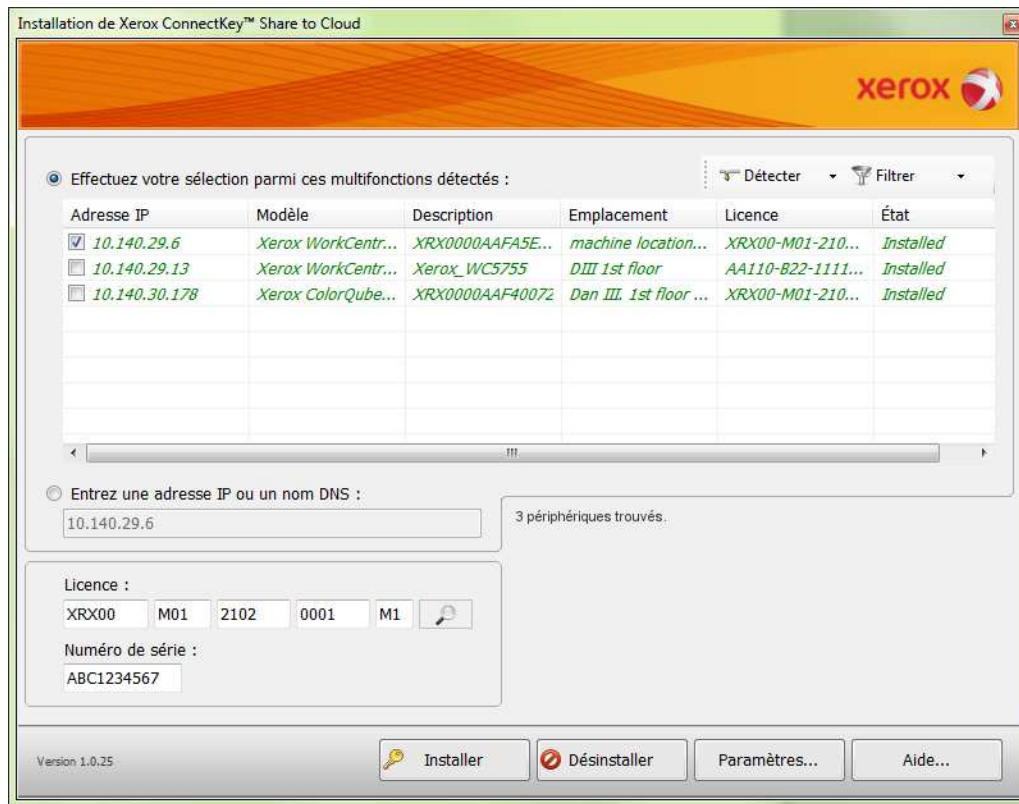 Installation de Xerox ConnectKey™ Share to Cloud
xerox
Effectuez votre sélection parmi ces multifonctions détectés :
Détecter
Filtrer
Adresse IP Modèle Description Emplacement Licence État
10.140.29.6 Xerox WorkCentr... XRX0000AAFA5E... machine location... XRX00-M01-210... Installed
10.140.29.13 Xerox WorkCentr... Xerox_WC5755 DIII 1st floor AA110-B22-1111... Installed
10.140.30.178 Xerox ColorQube... XRX0000AAF40072 Dan III. 1st floor ... XRX00-M01-210... Installed
Entrez une adresse IP ou un nom DNS :
10.140.29.6
3 périphériques trouvés.
Licence :
XRX00 M01 2102 0001 M1
Numéro de série :
ABC1234567
Version 1.0.25
Installer
Désinstaller
Paramètres...
Aide...